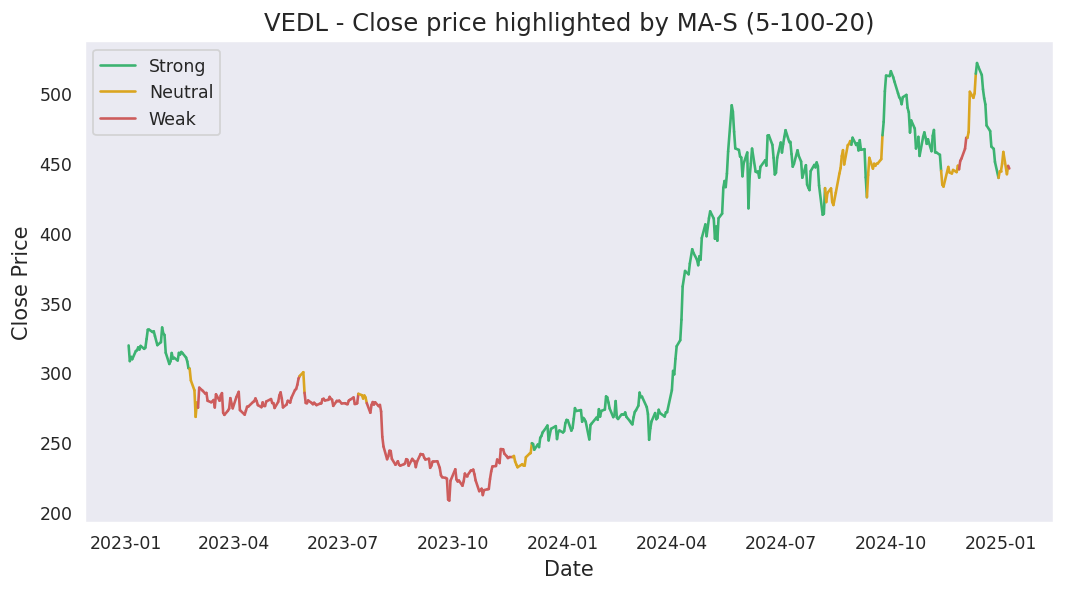 VEDL - Close price highlighted by MA-S (5-100-20)
Strong
Neutral
Weak
500
450
400
350
300
250
200
Close Price
2023-01 2023-04 2023-07 2023-10 2024-01 2024-04 2024-07 2024-10 2025-01
Date